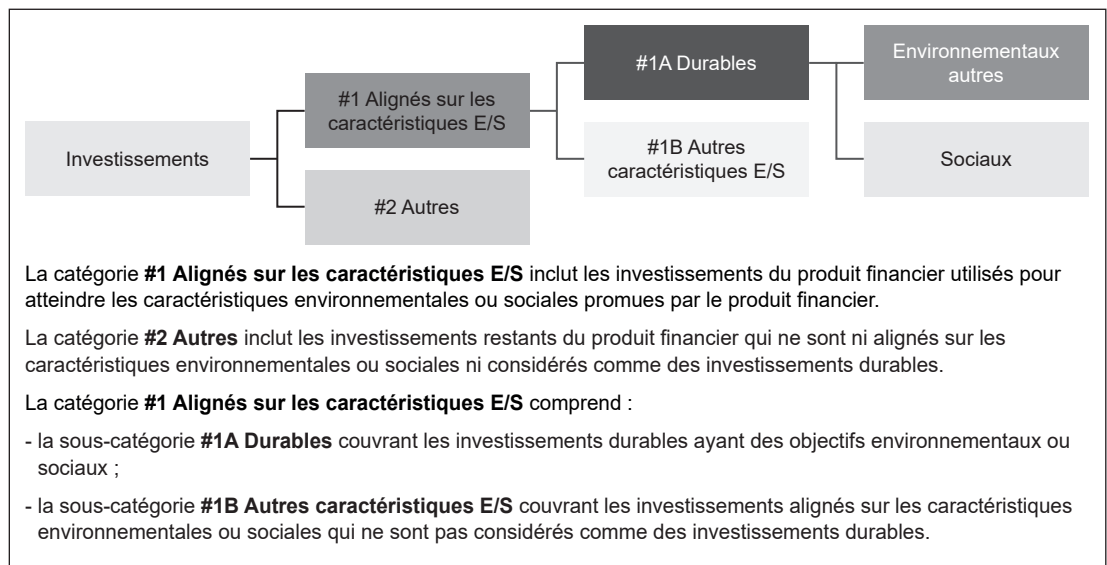 Investissements
#1 Alignés sur les
caractéristiques E/S
#2 Autres
#1A Durables
#1B Autres
caractéristiques E/S
Environnementaux
autres
Sociaux
La catégorie #1 Alignés sur les caractéristiques E/S inclut les investissements du produit financier utilisés pour
atteindre les caractéristiques environnementales ou sociales promues par le produit financier.
La catégorie #2 Autres inclut les investissements restants du produit financier qui ne sont ni alignés sur les
caractéristiques environnementales ou sociales ni considérés comme des investissements durables.
La catégorie #1 Alignés sur les caractéristiques E/S comprend :
- la sous-catégorie #1A Durables couvrant les investissements durables ayant des objectifs environnementaux ou
sociaux ;
- la sous-catégorie #1B Autres caractéristiques E/S couvrant les investissements alignés sur les caractéristiques
environnementales ou sociales qui ne sont pas considérés comme des investissements durables.